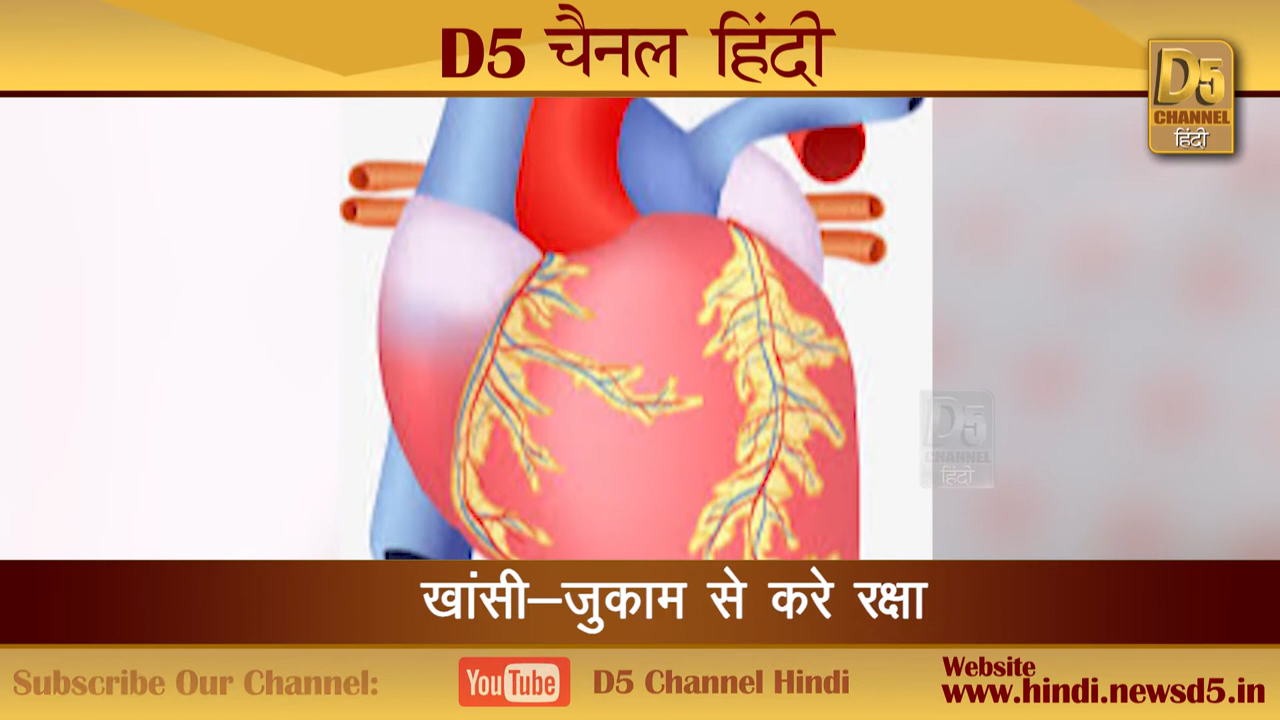 D5 चैनल हिंदी
D5
CHANNEL
हिंदी
D5
CHANNEL
हिंदी
खांसी–जुकाम से करे रक्षा
Subscribe Our Channel:
YouTube
D5 Channel Hindi
Website
www.hindi.newsd5.in